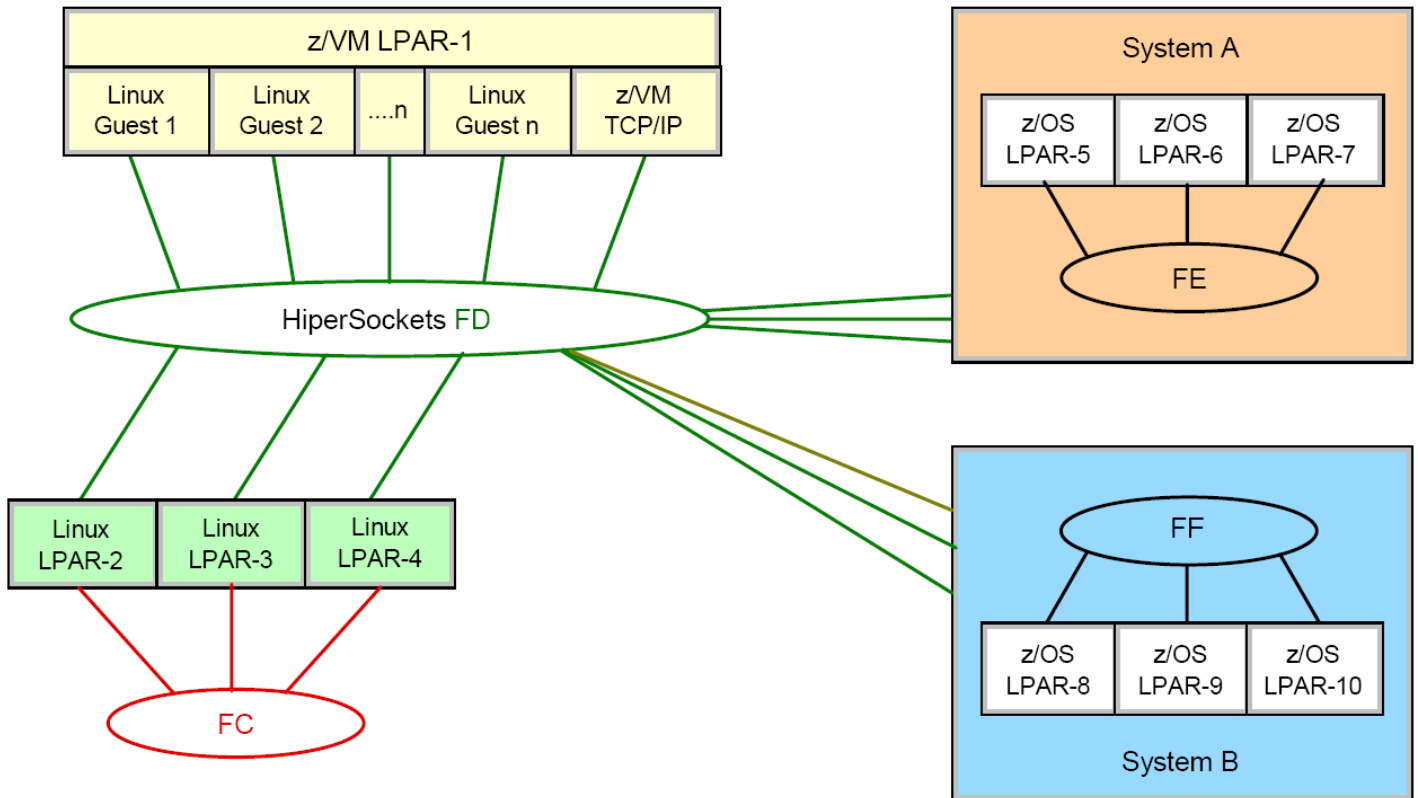 z/VM LPAR-1
Linux
Guest 1
Linux
Guest 2
....n
Linux
Guest n
z/VM
TCP/IP
System A
z/OS
LPAR-5
z/OS
LPAR-6
z/OS
LPAR-7
FE
HiperSockets FD
Linux
LPAR-2
Linux
LPAR-3
Linux
LPAR-4
FC
FF
z/OS
LPAR-8
z/OS
LPAR-9
z/OS
LPAR-10
System B